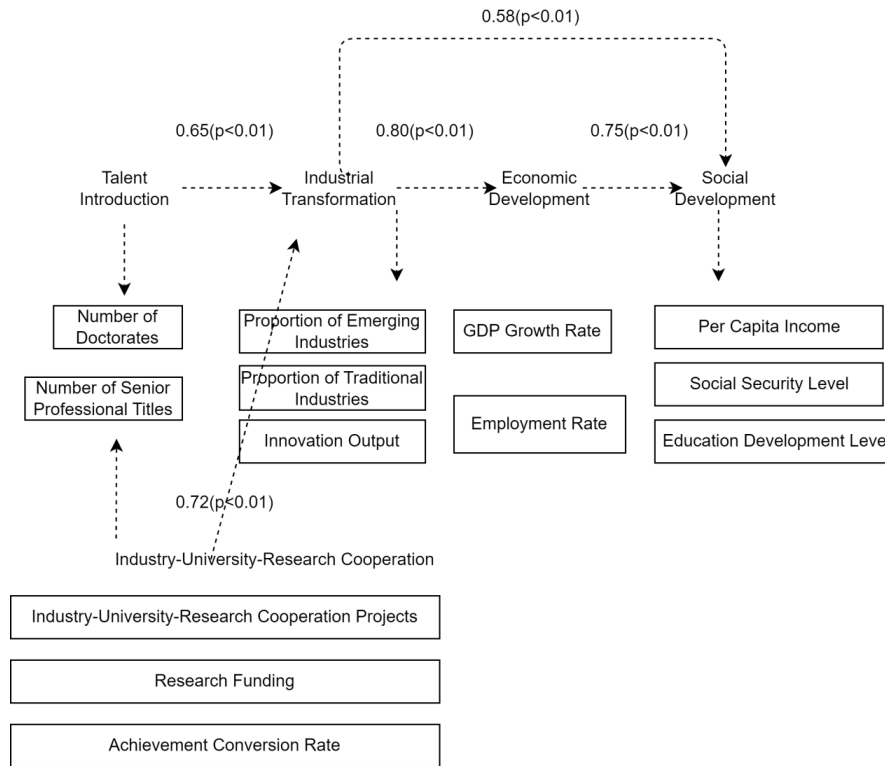 0.58(p<0.01)
0.65(p<0.01)
0.80(p<0.01)
0.75(p<0.01)
Talent
Introduction
Industrial
Transformation
Economic
Development
Social
Development
Number of
Doctorates
Number of Senior
Professional Titles
Proportion of Emerging
Industries
Proportion of Traditional
Industries
Innovation Output
GDP Growth Rate
Employment Rate
Per Capita Income
Social Security Level
Education Development Level
0.72(p<0.01)
Industry-University-Research Cooperation
Industry-University-Research Cooperation Projects
Research Funding
Achievement Conversion Rate